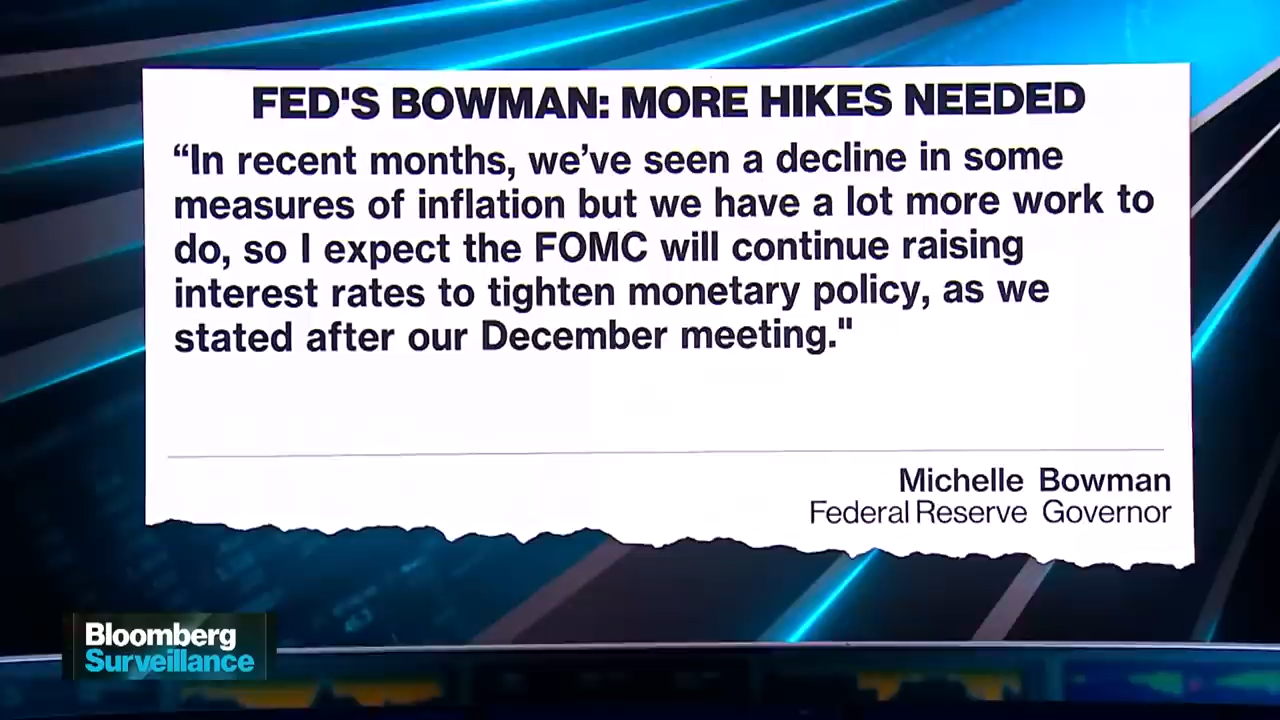 FED'S BOWMAN: MORE HIKES NEEDED
“In recent months, we’ve seen a decline in some
measures of inflation but we have a lot more work to
do, so I expect the FOMC will continue raising
interest rates to tighten monetary policy, as we
stated after our December meeting."
Michelle Bowman
Federal Reserve Governor
Bloomberg
Surveillance